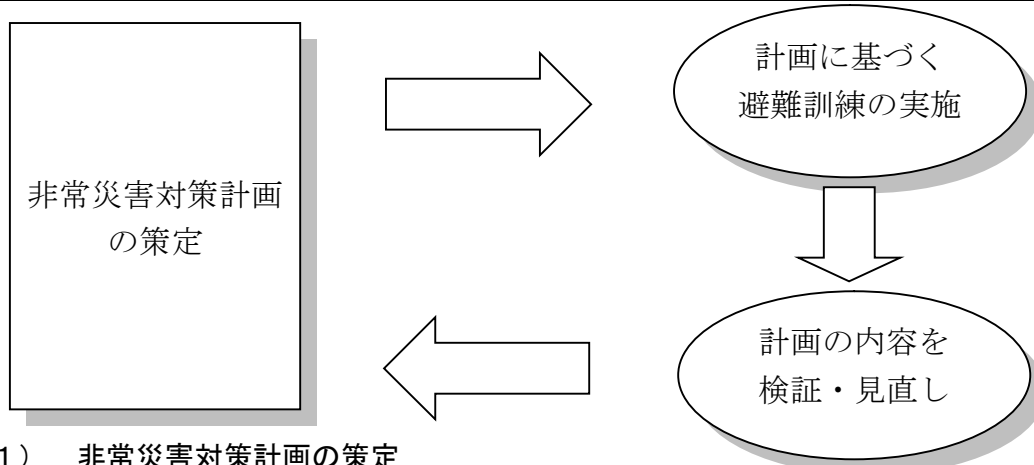 非常災害対策計画
の策定
計画に基づく
避難訓練の実施
計画の内容を
検証・見直し
１）　非常災害対策計画の策定